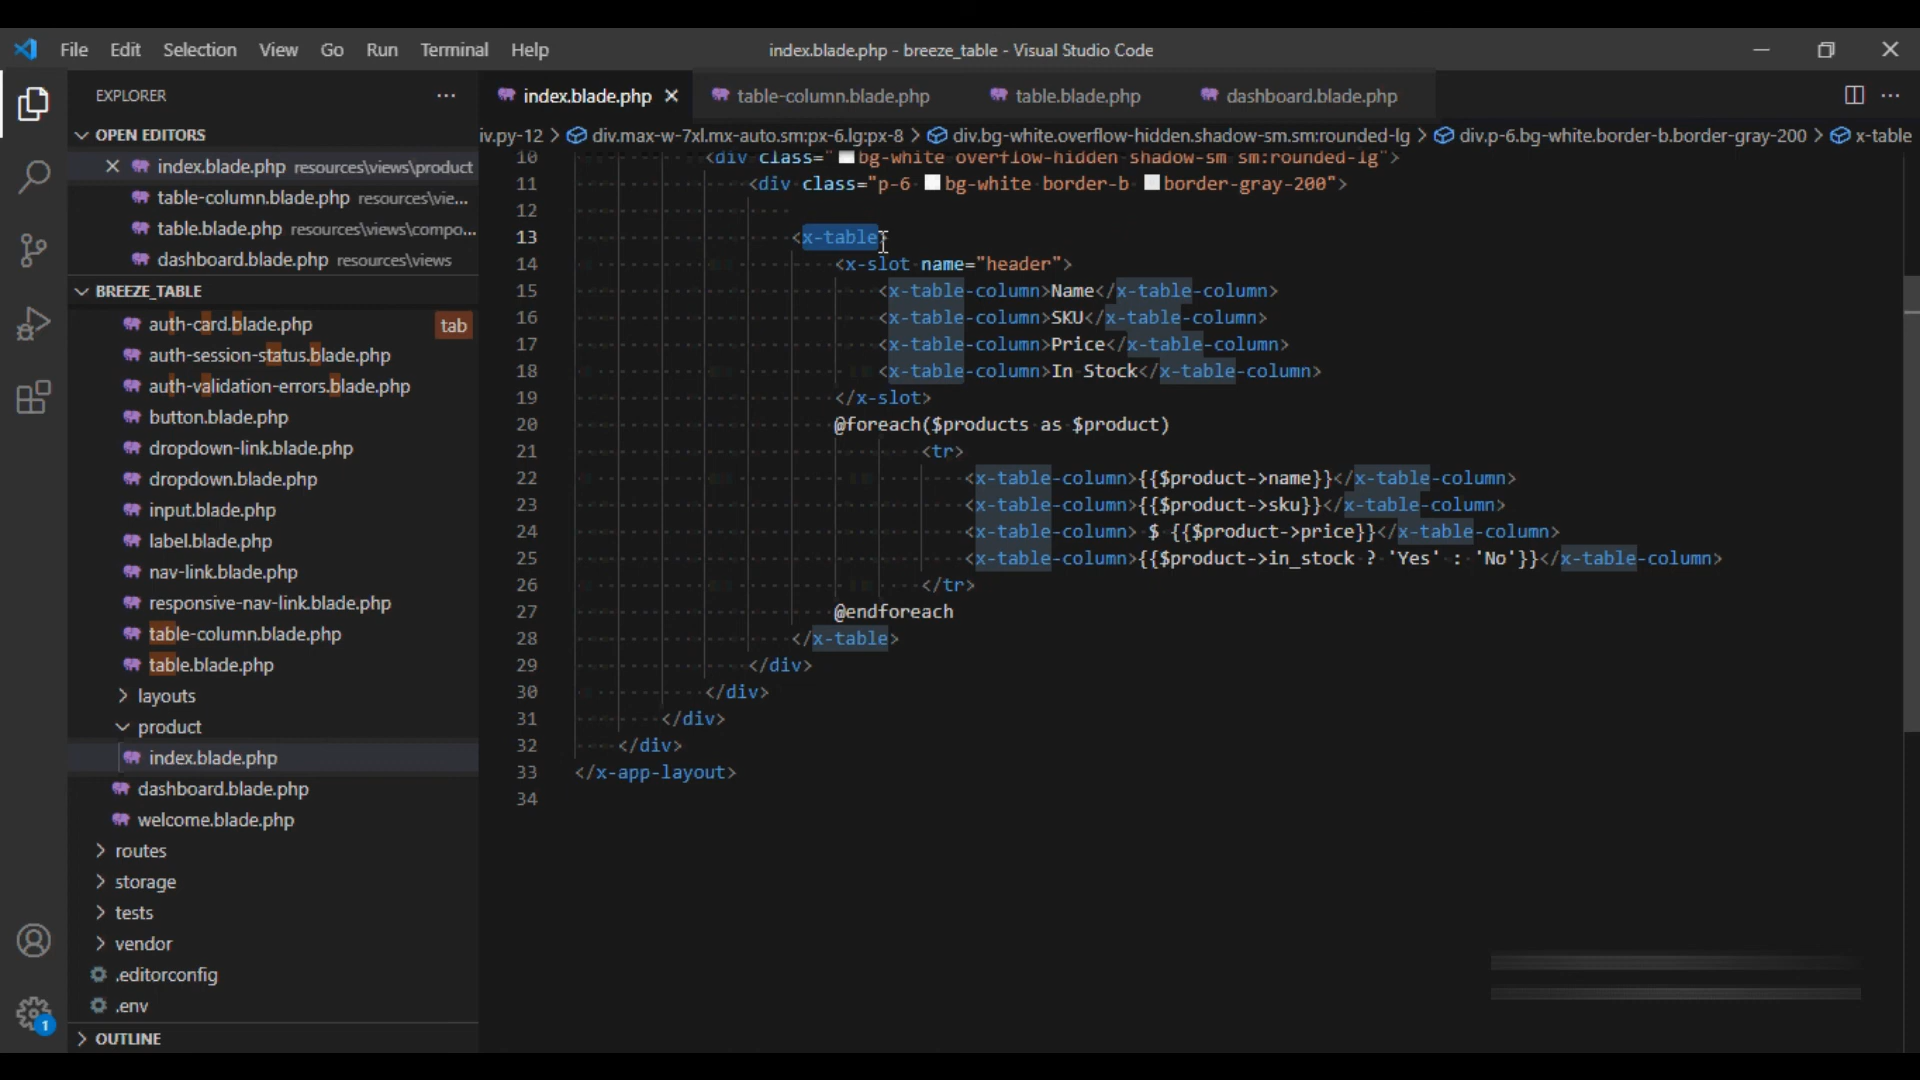 File Edit Selection View Go Run Terminal Help
index.blade.php - breeze_table - Visual Studio Code
EXPLORER
OPEN EDITORS
index.blade.php resources\views\product
table-column.blade.php resources\vie...
table.blade.php resources\views\compo...
dashboard.blade.php resources\views
BREEZE_TABLE
auth-card.blade.php
tab
auth-session-status.blade.php
auth-validation-errors.blade.php
button.blade.php
dropdown-link.blade.php
dropdown.blade.php
input.blade.php
label.blade.php
nav-link.blade.php
responsive-nav-link.blade.php
table-column.blade.php
table.blade.php
layouts
product
index.blade.php
dashboard.blade.php
welcome.blade.php
routes
storage
tests
vendor
.editorconfig
.env
OUTLINE
1
index.blade.php table-column.blade.php table.blade.php dashboard.blade.php
iv.py-12 > div.max-w-7xl.mx-auto.sm:px-6.lg:px-8 > div.bg-white.overflow-hidden.shadow-sm.sm:rounded-lg > div.p-6.bg-white.border-b.border-gray-200 > x-table
10 <div class="bg-white overflow-hidden shadow-sm sm:rounded-lg">
11 <div class="p-6 bg-white border-b border-gray-200">
12
13 <x-table>
14 <x-slot name="header">
15 <x-table-column>Name</x-table-column>
16 <x-table-column>SKU</x-table-column>
17 <x-table-column>Price</x-table-column>
18 <x-table-column>In Stock</x-table-column>
19 </x-slot>
20 @foreach($products as $product)
21 <tr>
22 <x-table-column>{{$product->name}}</x-table-column>
23 <x-table-column>{{$product->sku}}</x-table-column>
24 <x-table-column> $ {{$product->price}}</x-table-column>
25 <x-table-column>{{$product->in_stock ? 'Yes' : 'No'}}</x-table-column>
26 </tr>
27 @endforeach
28 </x-table>
29 </div>
30 </div>
31 </div>
32 </div>
33 </x-app-layout>
34